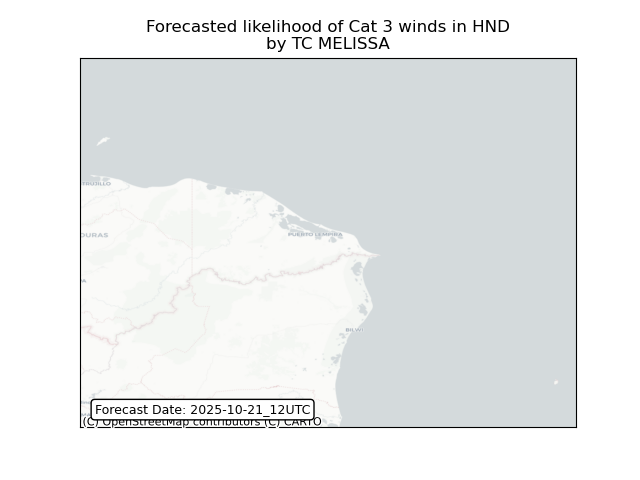 Forecasted likelihood of Cat 3 winds in HND
by TC MELISSA
TRUJILLO
DURAS
PUERTO LEMPIRA
BILWI
Forecast Date: 2025-10-21_12UTC
(C) OpenStreetMap contributors (C) CARTO